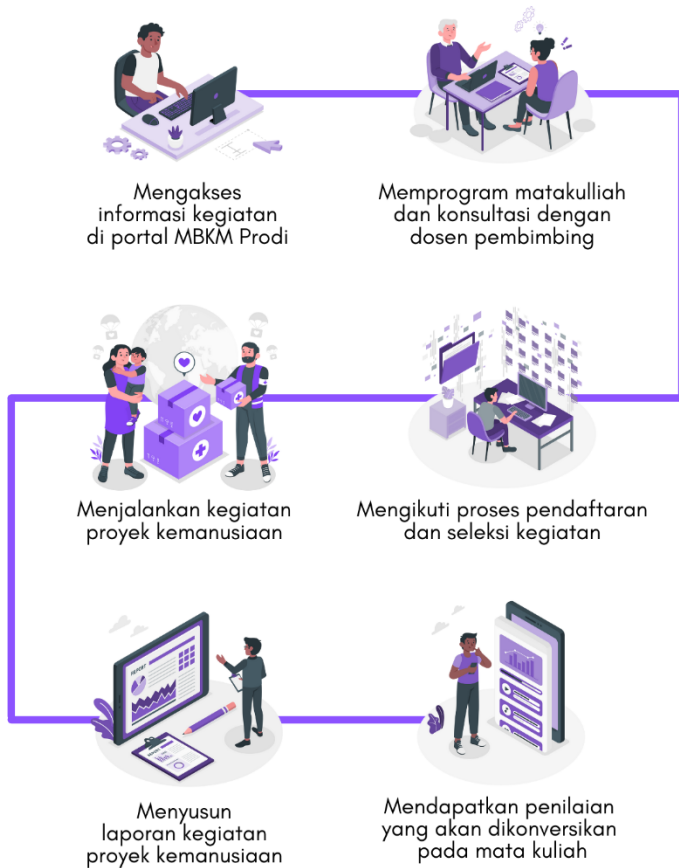 Mengakses
informasi kegiatan
di portal MBKM Prodi
Memprogram matakulliah
dan konsultasi dengan
dosen pembimbing
Mengikuti proses pendaftaran
dan seleksi kegiatan
Menjalankan kegiatan
proyek kemanusiaan
REPORT
Menyusun
laporan kegiatan
proyek kemanusiaan
Mendapatkan penilaian
yang akan dikonversikan
pada mata kuliah